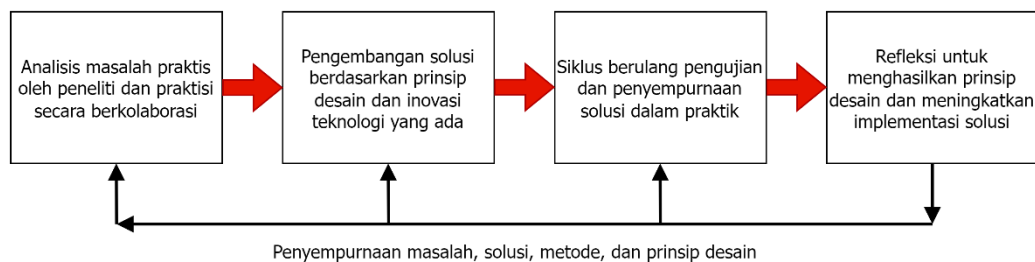 Analisis masalah praktis
oleh peneliti dan praktisi
secara berkolaborasi
Pengembangan solusi
berdasarkan prinsip
desain dan inovasi
teknologi yang ada
Siklus berulang pengujian
dan penyempurnaan
solusi dalam praktik
Refleksi untuk
menghasilkan prinsip
desain dan meningkatkan
implementasi solusi
Penyempurnaan masalah, solusi, metode, dan prinsip desain